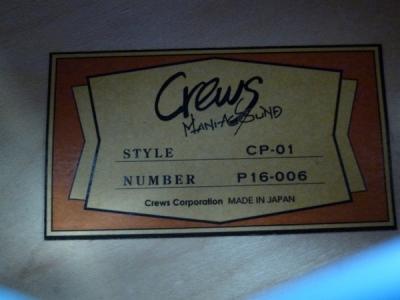 Crews
MANIAC SOUND
STYLE CP-01
NUMBER P16-006
Crews Corporation MADE IN JAPAN